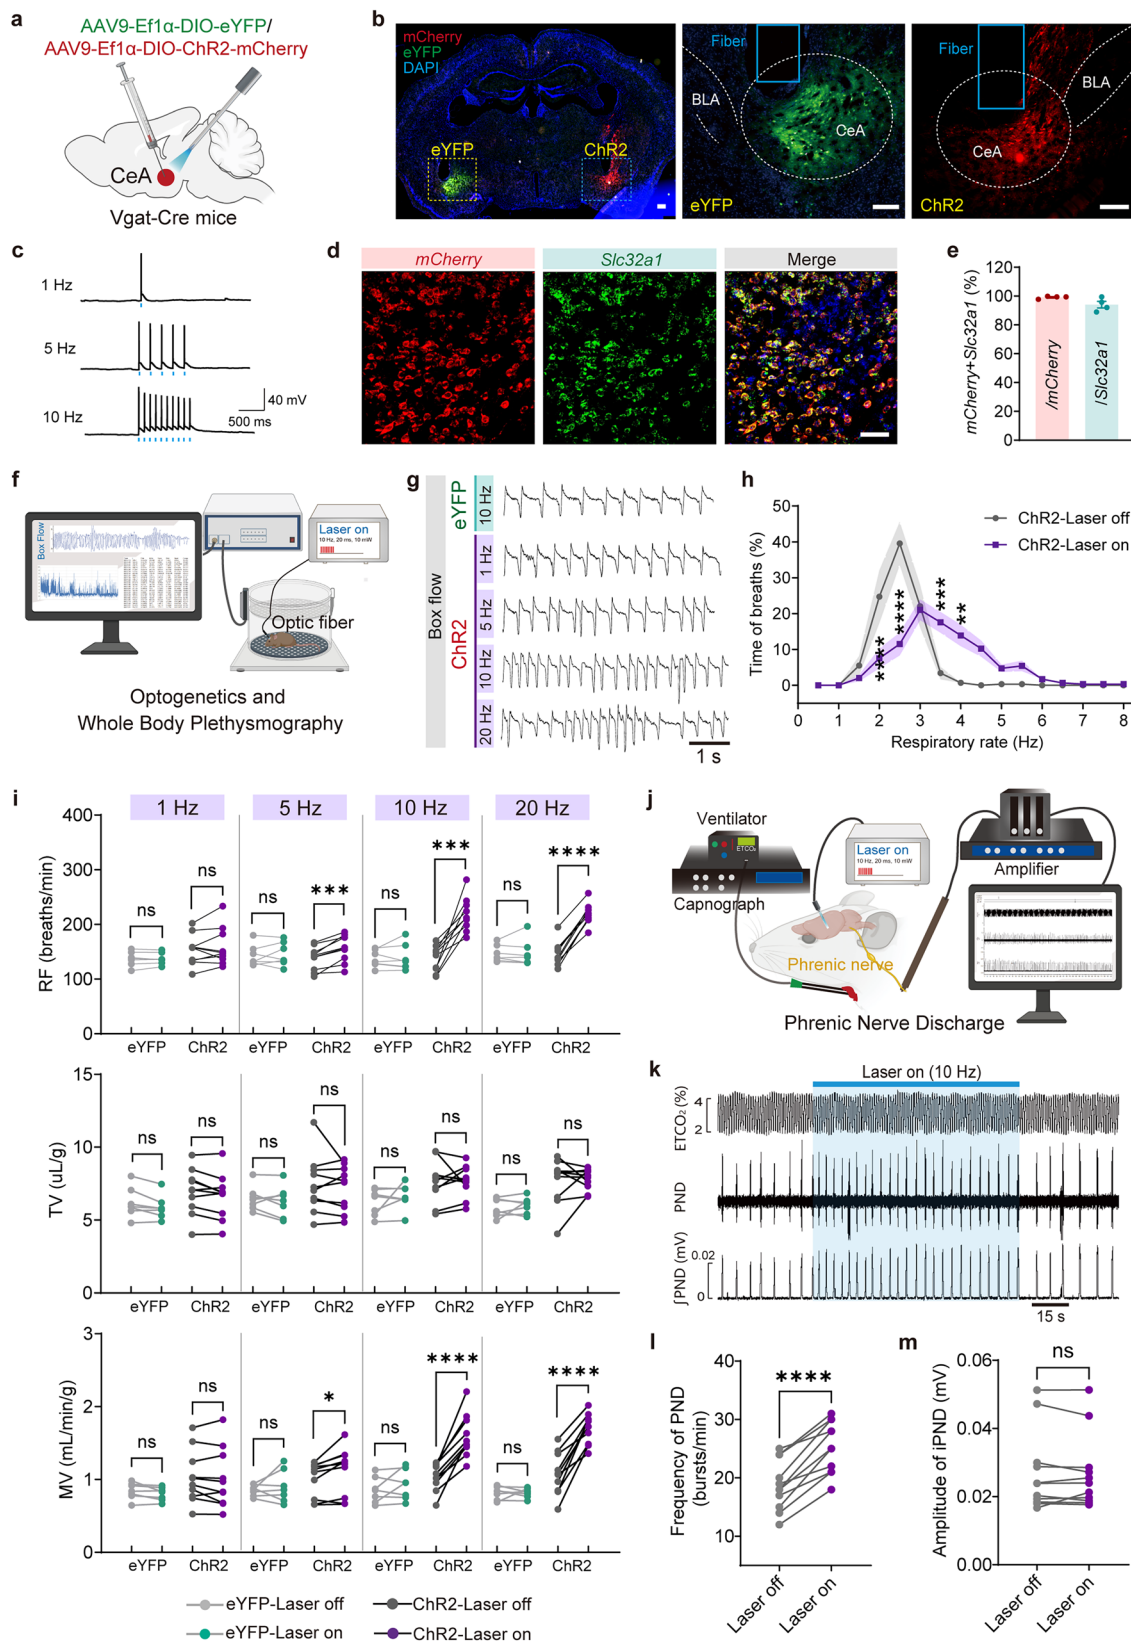 a
AAV9-Ef1α-DIO-eYFP/
AAV9-Ef1α-DIO-ChR2-mCherry
CeA
Vgat-Cre mice
b
mCherry
eYFP
DAPI
eYFP
ChR2
Fiber
BLA
CeA
eYFP
Fiber
BLA
CeA
ChR2
c
1 Hz
5 Hz
10 Hz
40 mV
500 ms
d
mCherry
Slc32a1
Merge
e
mCherry+Slc32a1 (%)
120
100
80
60
40
20
0
/mCherry
/Slc32a1
f
Box Flow
Laser on
10 Hz, 20 ms, 10 mW
Optic fiber
Optogenetics and
Whole Body Plethysmography
g
Box flow
eYFP
ChR2
10 Hz
1 Hz
5 Hz
10 Hz
20 Hz
1 s
h
Time of breaths (%)
50
40
30
20
10
0
ChR2-Laser off
ChR2-Laser on
****
****
***
**
0 1 2 3 4 5 6 7 8
Respiratory rate (Hz)
i
1 Hz 5 Hz 10 Hz 20 Hz
RF (breaths/min)
400
300
200
100
0
ns ns ns *** ns *** ns ****
eYFP ChR2 eYFP ChR2 eYFP ChR2 eYFP ChR2
TV (uL/g)
15
10
5
0
ns ns ns ns ns ns ns ns
eYFP ChR2 eYFP ChR2 eYFP ChR2 eYFP ChR2
MV (mL/min/g)
3
2
1
0
ns ns ns * ns **** ns ****
eYFP ChR2 eYFP ChR2 eYFP ChR2 eYFP ChR2
eYFP-Laser off
ChR2-Laser off
eYFP-Laser on
ChR2-Laser on
j
Ventilator
ETCO₂
Capnograph
Laser on
10 Hz, 20 ms, 10 mW
Amplifier
Phrenic nerve
Phrenic Nerve Discharge
k
Laser on (10 Hz)
ETCO₂ (%)
4
2
PND
∫PND (mV)
0.02
0
15 s
l
Frequency of PND
(bursts/min)
40
30
20
10
****
Laser off
Laser on
m
Amplitude of iPND (mV)
0.06
0.04
0.02
0.00
ns
Laser off
Laser on